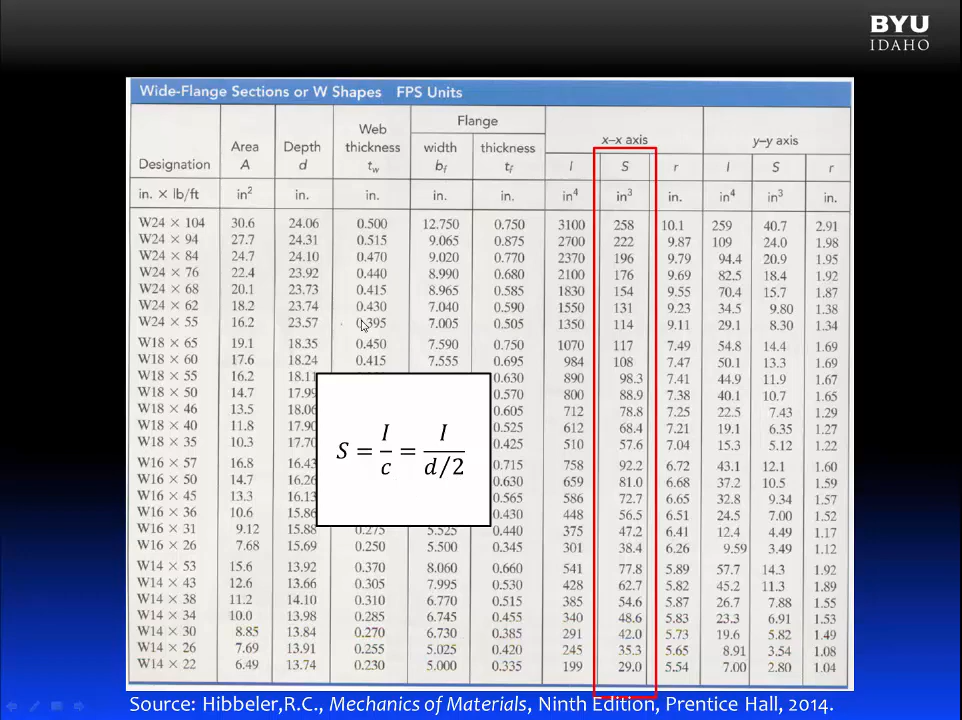 BYU
IDAHO
Wide-Flange Sections or W Shapes FPS Units
Designation Area A Depth d Web thickness t_w Flange width b_f Flange thickness t_f x–x axis I S r y–y axis I S r
in. × lb/ft in² in. in. in. in. in⁴ in³ in. in⁴ in³ in.
W24 × 104 30.6 24.06 0.500 12.750 0.750 3100 258 10.1 259 40.7 2.91
W24 × 94 27.7 24.31 0.515 9.065 0.875 2700 222 9.87 109 24.0 1.98
W24 × 84 24.7 24.10 0.470 9.020 0.770 2370 196 9.79 94.4 20.9 1.95
W24 × 76 22.4 23.92 0.440 8.990 0.680 2100 176 9.69 82.5 18.4 1.92
W24 × 68 20.1 23.73 0.415 8.965 0.585 1830 154 9.55 70.4 15.7 1.87
W24 × 62 18.2 23.74 0.430 7.040 0.590 1550 131 9.23 34.5 9.80 1.38
W24 × 55 16.2 23.57 0.395 7.005 0.505 1350 114 9.11 29.1 8.30 1.34
W18 × 65 19.1 18.35 0.450 7.590 0.750 1070 117 7.49 54.8 14.4 1.69
W18 × 60 17.6 18.24 0.415 7.555 0.695 984 108 7.47 50.1 13.3 1.69
W18 × 55 16.2 18.11 0.630 890 98.3 7.41 44.9 11.9 1.67
W18 × 50 14.7 17.99 0.570 800 88.9 7.38 40.1 10.7 1.65
W18 × 46 13.5 18.06 0.605 712 78.8 7.25 22.5 7.43 1.29
W18 × 40 11.8 17.90 0.525 612 68.4 7.21 19.1 6.35 1.27
W18 × 35 10.3 17.70 0.425 510 57.6 7.04 15.3 5.12 1.22
W16 × 57 16.8 16.43 0.715 758 92.2 6.72 43.1 12.1 1.60
W16 × 50 14.7 16.26 0.630 659 81.0 6.68 37.2 10.5 1.59
W16 × 45 13.3 16.13 0.565 586 72.7 6.65 32.8 9.34 1.57
W16 × 36 10.6 15.86 0.430 448 56.5 6.51 24.5 7.00 1.52
W16 × 31 9.12 15.88 0.275 5.525 0.440 375 47.2 6.41 12.4 4.49 1.17
W16 × 26 7.68 15.69 0.250 5.500 0.345 301 38.4 6.26 9.59 3.49 1.12
W14 × 53 15.6 13.92 0.370 8.060 0.660 541 77.8 5.89 57.7 14.3 1.92
W14 × 43 12.6 13.66 0.305 7.995 0.530 428 62.7 5.82 45.2 11.3 1.89
W14 × 38 11.2 14.10 0.310 6.770 0.515 385 54.6 5.87 26.7 7.88 1.55
W14 × 34 10.0 13.98 0.285 6.745 0.455 340 48.6 5.83 23.3 6.91 1.53
W14 × 30 8.85 13.84 0.270 6.730 0.385 291 42.0 5.73 19.6 5.82 1.49
W14 × 26 7.69 13.91 0.255 5.025 0.420 245 35.3 5.65 8.91 3.54 1.08
W14 × 22 6.49 13.74 0.230 5.000 0.335 199 29.0 5.54 7.00 2.80 1.04
S = I/c = I/(d/2)
Source: Hibbeler,R.C., Mechanics of Materials, Ninth Edition, Prentice Hall, 2014.